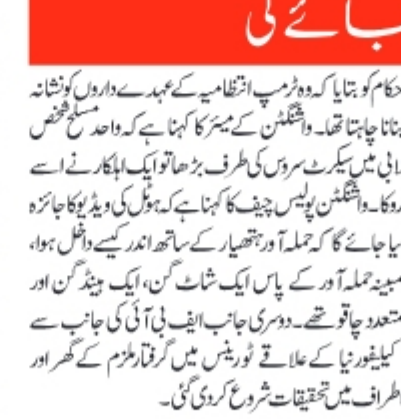 جائے گی
حکام کو بتایا کہ وہ ٹرمپ انتظامیہ کے عہدے داروں کو نشانہ
بنانا چاہتا تھا۔ واشنگٹن کے میئر کا کہنا ہے کہ واحد مسلح شخص
لابی میں سیکرٹ سروس کی طرف بڑھا تو ایک اہلکار نے اسے
روکا۔ واشنگٹن پولیس چیف کا کہنا ہے کہ ہوٹل کی ویڈیو کا جائزہ
لیا جائے گا کہ حملہ آور ہتھیار کے ساتھ اندر کیسے داخل ہوا،
مبینہ حملہ آور کے پاس ایک شاٹ گن، ایک ہینڈ گن اور
متعدد چاقو تھے۔ دوسری جانب ایف بی آئی کی جانب سے
کیلیفورنیا کے علاقے ٹورینس میں گرفتار ملزم کے گھر اور
اطراف میں تحقیقات شروع کر دی گئی۔